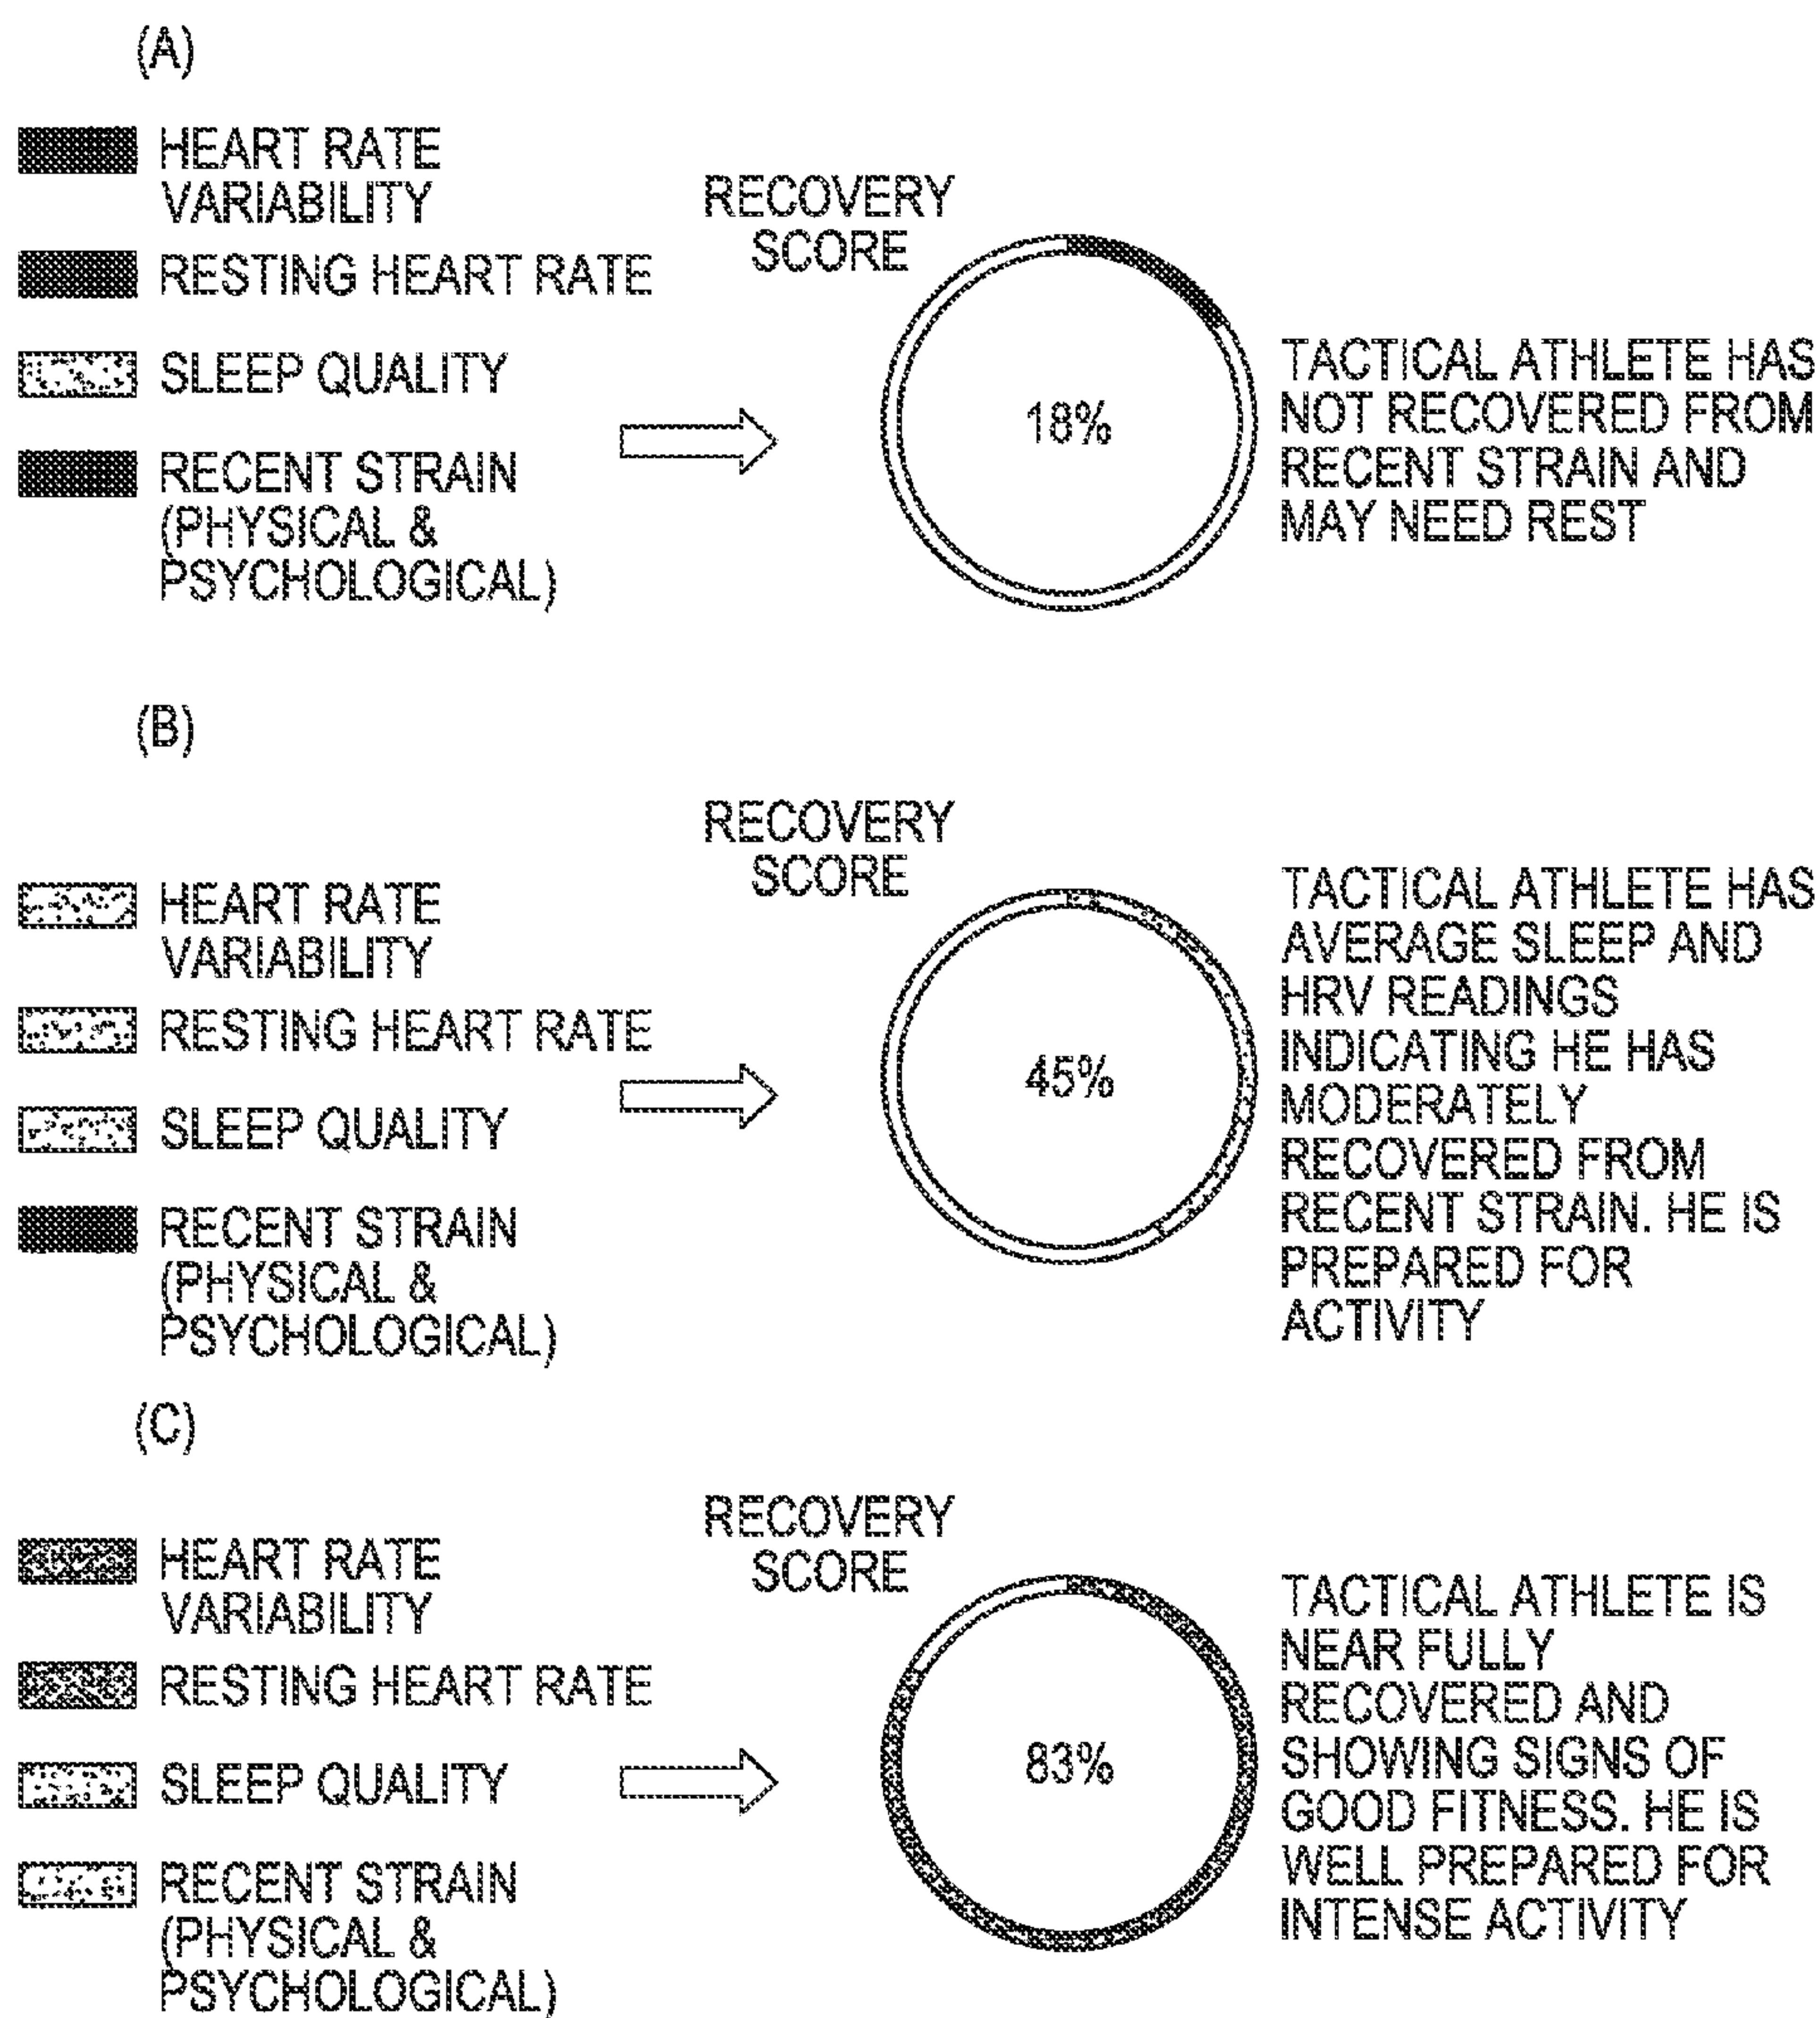 (A)
HEART RATE
VARIABILITY
RESTING HEART RATE
SLEEP QUALITY
RECENT STRAIN
(PHYSICAL &
PSYCHOLOGICAL)
RECOVERY
SCORE
18%
TACTICAL ATHLETE HAS
NOT RECOVERED FROM
RECENT STRAIN AND
MAY NEED REST
(B)
HEART RATE
VARIABILITY
RESTING HEART RATE
SLEEP QUALITY
RECENT STRAIN
(PHYSICAL &
PSYCHOLOGICAL)
RECOVERY
SCORE
45%
TACTICAL ATHLETE HAS
AVERAGE SLEEP AND
HRV READINGS
INDICATING HE HAS
MODERATELY
RECOVERED FROM
RECENT STRAIN. HE IS
PREPARED FOR
ACTIVITY
(C)
HEART RATE
VARIABILITY
RESTING HEART RATE
SLEEP QUALITY
RECENT STRAIN
(PHYSICAL &
PSYCHOLOGICAL)
RECOVERY
SCORE
83%
TACTICAL ATHLETE IS
NEAR FULLY
RECOVERED AND
SHOWING SIGNS OF
GOOD FITNESS. HE IS
WELL PREPARED FOR
INTENSE ACTIVITY